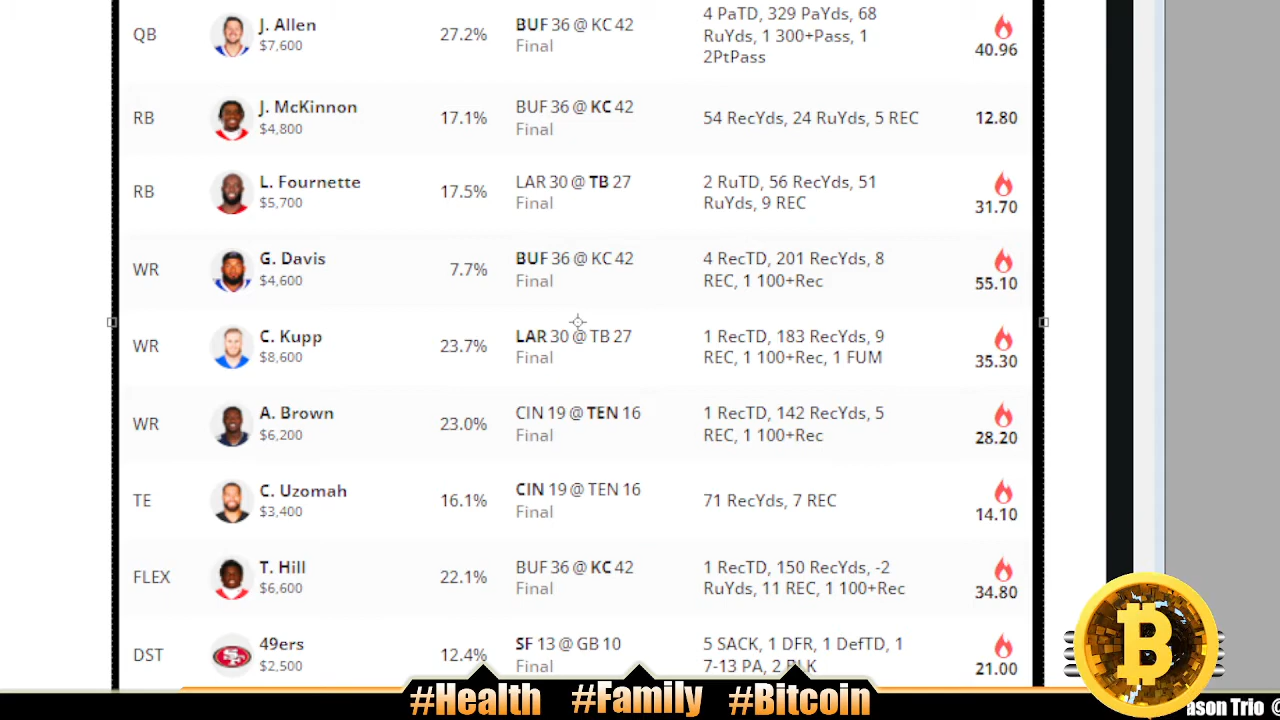 QB J. Allen $7,600 27.2% BUF 36 @ KC 42 Final 4 PaTD, 329 PaYds, 68 RuYds, 1 300+Pass, 1 2PtPass 40.96
RB J. McKinnon $4,800 17.1% BUF 36 @ KC 42 Final 54 RecYds, 24 RuYds, 5 REC 12.80
RB L. Fournette $5,700 17.5% LAR 30 @ TB 27 Final 2 RuTD, 56 RecYds, 51 RuYds, 9 REC 31.70
WR G. Davis $4,600 7.7% BUF 36 @ KC 42 Final 4 RecTD, 201 RecYds, 8 REC, 1 100+Rec 55.10
WR C. Kupp $8,600 23.7% LAR 30 @ TB 27 Final 1 RecTD, 183 RecYds, 9 REC, 1 100+Rec, 1 FUM 35.30
WR A. Brown $6,200 23.0% CIN 19 @ TEN 16 Final 1 RecTD, 142 RecYds, 5 REC, 1 100+Rec 28.20
TE C. Uzomah $3,400 16.1% CIN 19 @ TEN 16 Final 71 RecYds, 7 REC 14.10
FLEX T. Hill $6,600 22.1% BUF 36 @ KC 42 Final 1 RecTD, 150 RecYds, -2 RuYds, 11 REC, 1 100+Rec 34.80
DST 49ers $2,500 12.4% SF 13 @ GB 10 Final 5 SACK, 1 DFR, 1 DefTD, 1 7-13 PA, 2 BLK 21.00
#Health #Family #Bitcoin
ason Trio